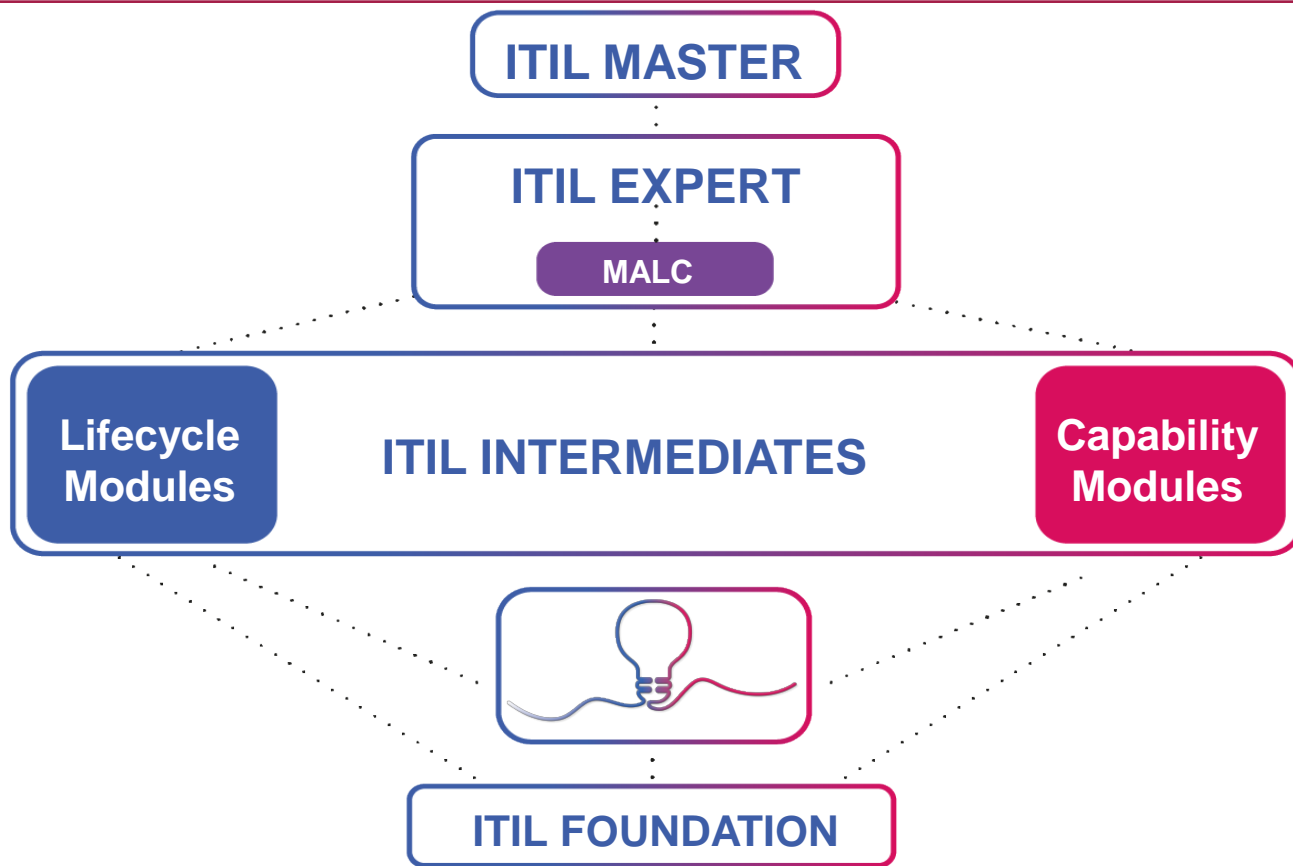 ITIL MASTER
ITIL EXPERT
MALC
Lifecycle
Modules
ITIL INTERMEDIATES
Capability
Modules
ITIL FOUNDATION